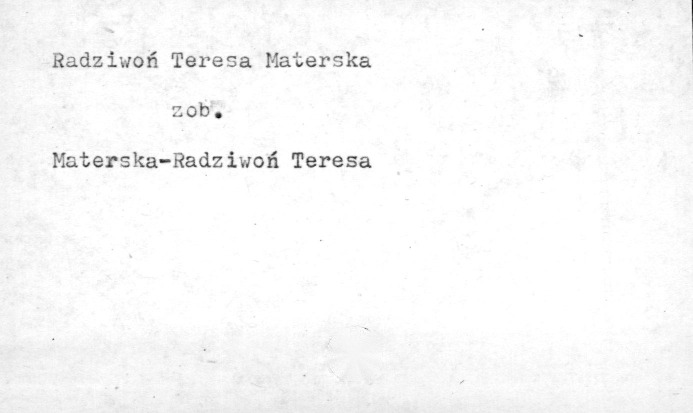 Radziwoń Teresa Materska
zob.
Materska-Radziwoń Teresa